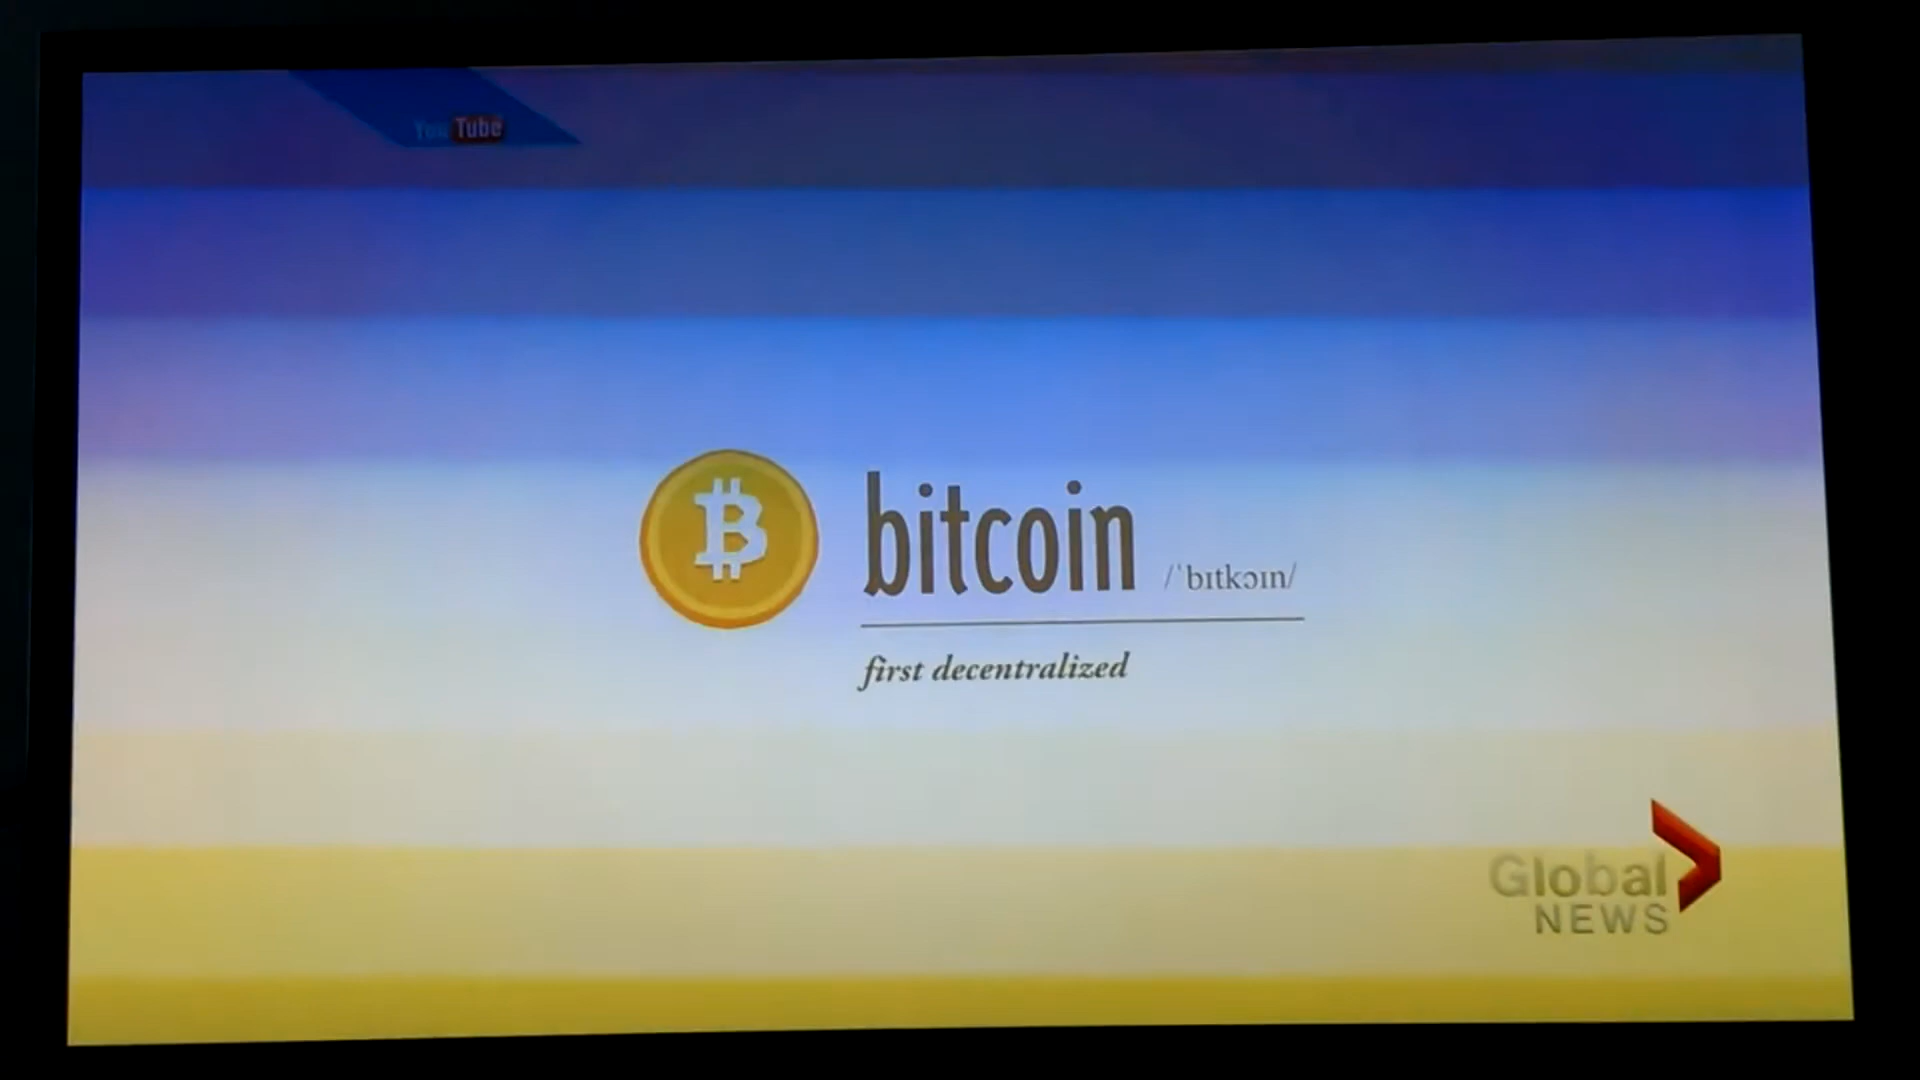 YouTube
bitcoin /ˈbɪtkɔɪn/
first decentralized
Global
NEWS